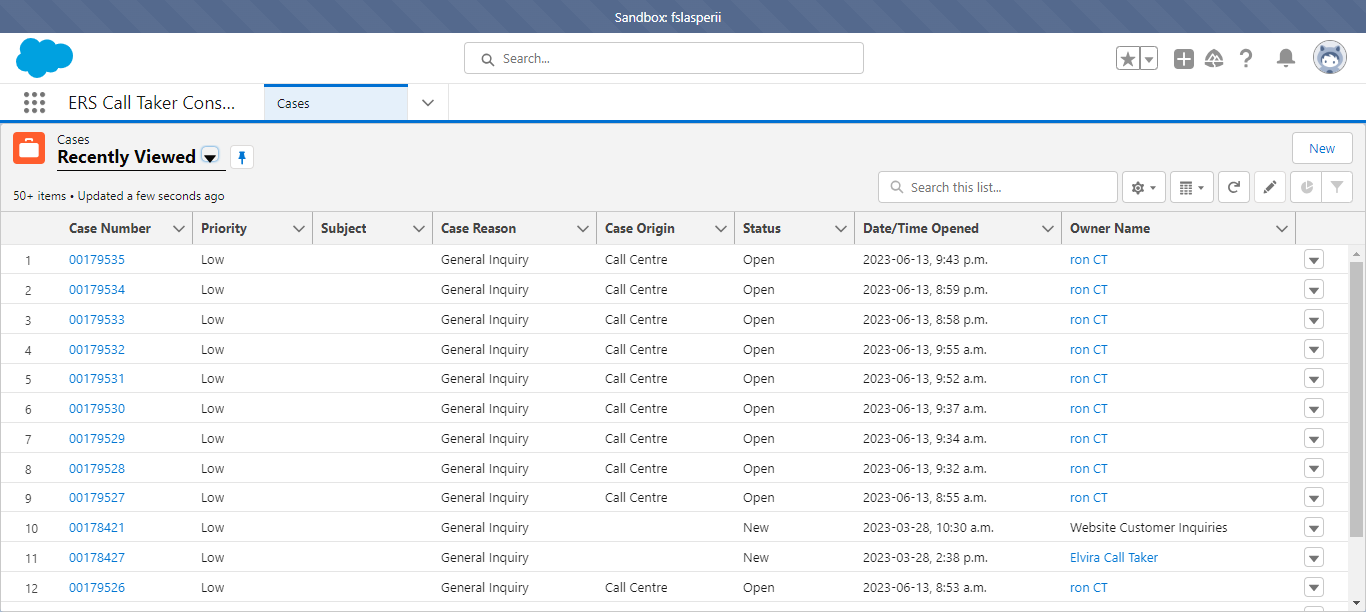 Sandbox: fslasperii
Search...
ERS Call Taker Cons...
Cases
Cases
Recently Viewed
New
50+ items • Updated a few seconds ago
Search this list...
Case Number Priority Subject Case Reason Case Origin Status Date/Time Opened Owner Name
1 00179535 Low General Inquiry Call Centre Open 2023-06-13, 9:43 p.m. ron CT
2 00179534 Low General Inquiry Call Centre Open 2023-06-13, 8:59 p.m. ron CT
3 00179533 Low General Inquiry Call Centre Open 2023-06-13, 8:58 p.m. ron CT
4 00179532 Low General Inquiry Call Centre Open 2023-06-13, 9:55 a.m. ron CT
5 00179531 Low General Inquiry Call Centre Open 2023-06-13, 9:52 a.m. ron CT
6 00179530 Low General Inquiry Call Centre Open 2023-06-13, 9:37 a.m. ron CT
7 00179529 Low General Inquiry Call Centre Open 2023-06-13, 9:34 a.m. ron CT
8 00179528 Low General Inquiry Call Centre Open 2023-06-13, 9:32 a.m. ron CT
9 00179527 Low General Inquiry Call Centre Open 2023-06-13, 8:55 a.m. ron CT
10 00178421 Low General Inquiry New 2023-03-28, 10:30 a.m. Website Customer Inquiries
11 00178427 Low General Inquiry New 2023-03-28, 2:38 p.m. Elvira Call Taker
12 00179526 Low General Inquiry Call Centre Open 2023-06-13, 8:53 a.m. ron CT